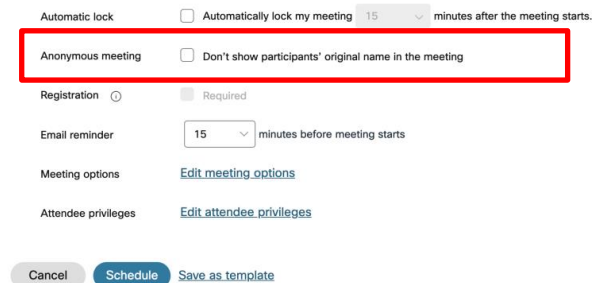 Automatic lock Automatically lock my meeting 15 minutes after the meeting starts.
Anonymous meeting Don't show participants' original name in the meeting
Registration Required
Email reminder 15 minutes before meeting starts
Meeting options Edit meeting options
Attendee privileges Edit attendee privileges
Cancel Schedule Save as template